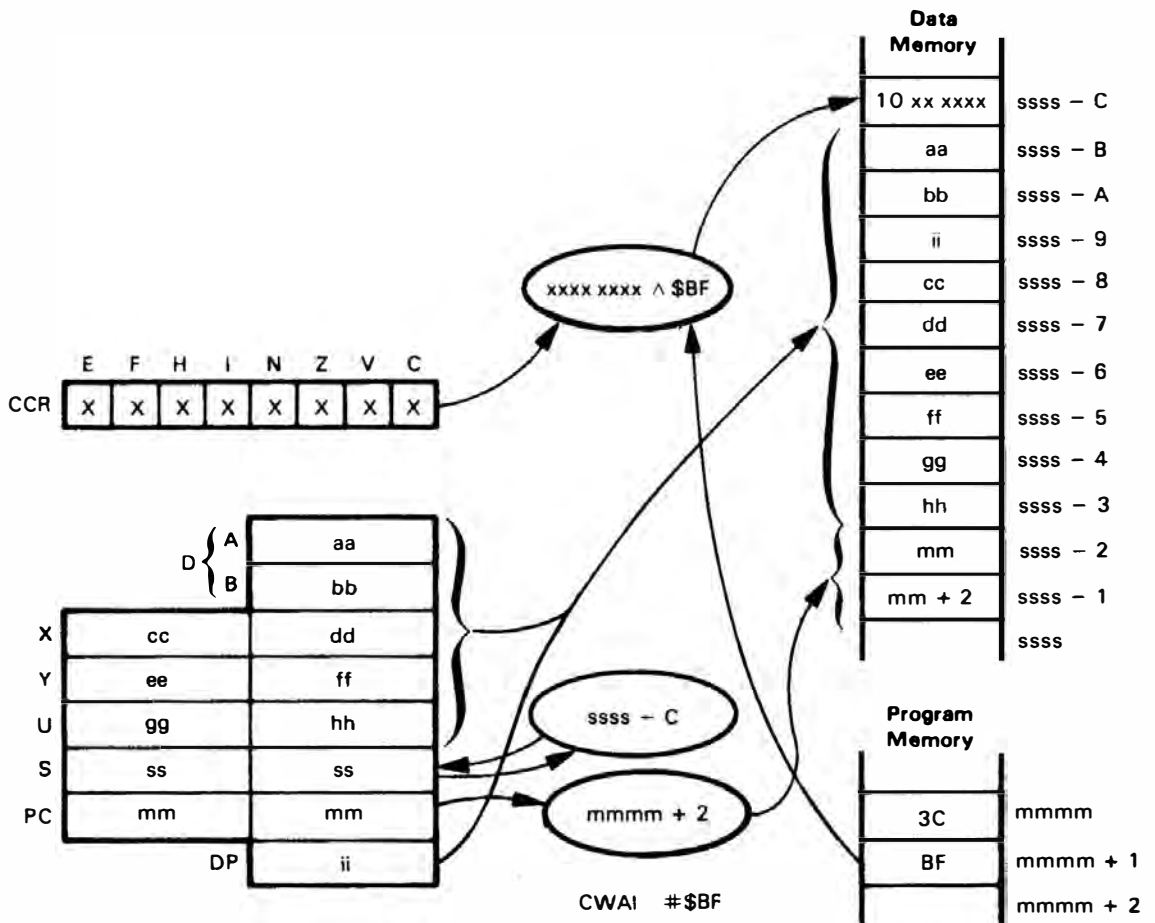 Data
Memory
10 xx xxxx ssss – C
aa ssss – B
bb ssss – A
ii ssss – 9
cc ssss – 8
xxxx xxxx ∧ $BF
dd ssss – 7
E F H I N Z V C
ee ssss – 6
CCR X X X X X X X X
ff ssss – 5
gg ssss – 4
hh ssss – 3
D { A aa
mm ssss – 2
B bb
mm + 2 ssss – 1
X cc dd
ssss
Y ee ff
U gg hh
ssss – C
Program
Memory
S ss ss
PC mm mm
mmmm + 2
3C mmmm
DP ii
BF mmmm + 1
CWAI #$BF
mmmm + 2